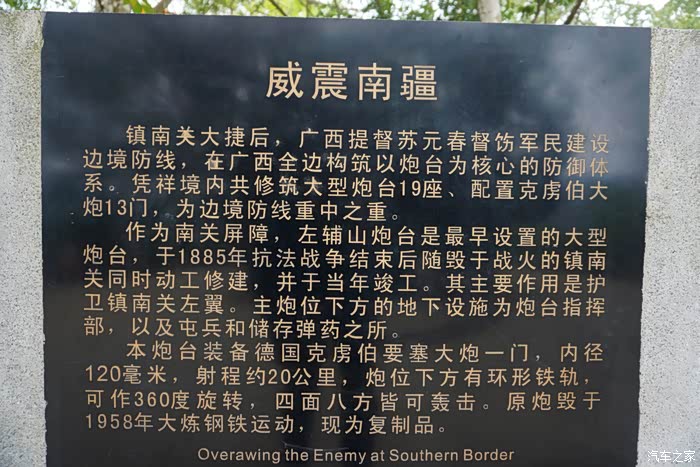 威震南疆
镇南关大捷后，广西提督苏元春督饬军民建设
边境防线，在广西全边构筑以炮台为核心的防御体
系。凭祥境内共修筑大型炮台19座、配置克虏伯大
炮13门，为边境防线重中之重。
作为南关屏障，左辅山炮台是最早设置的大型
炮台，于1885年抗法战争结束后随毁于战火的镇南
关同时动工修建，并于当年竣工。其主要作用是护
卫镇南关左翼。主炮位下方的地下设施为炮台指挥
部，以及屯兵和储存弹药之所。
本炮台装备德国克虏伯要塞大炮一门，内径
120毫米，射程约20公里，炮位下方有环形铁轨，
可作360度旋转，四面八方皆可轰击。原炮毁于
1958年大炼钢铁运动，现为复制品。
Overawing the Enemy at Southern Border
汽车之家